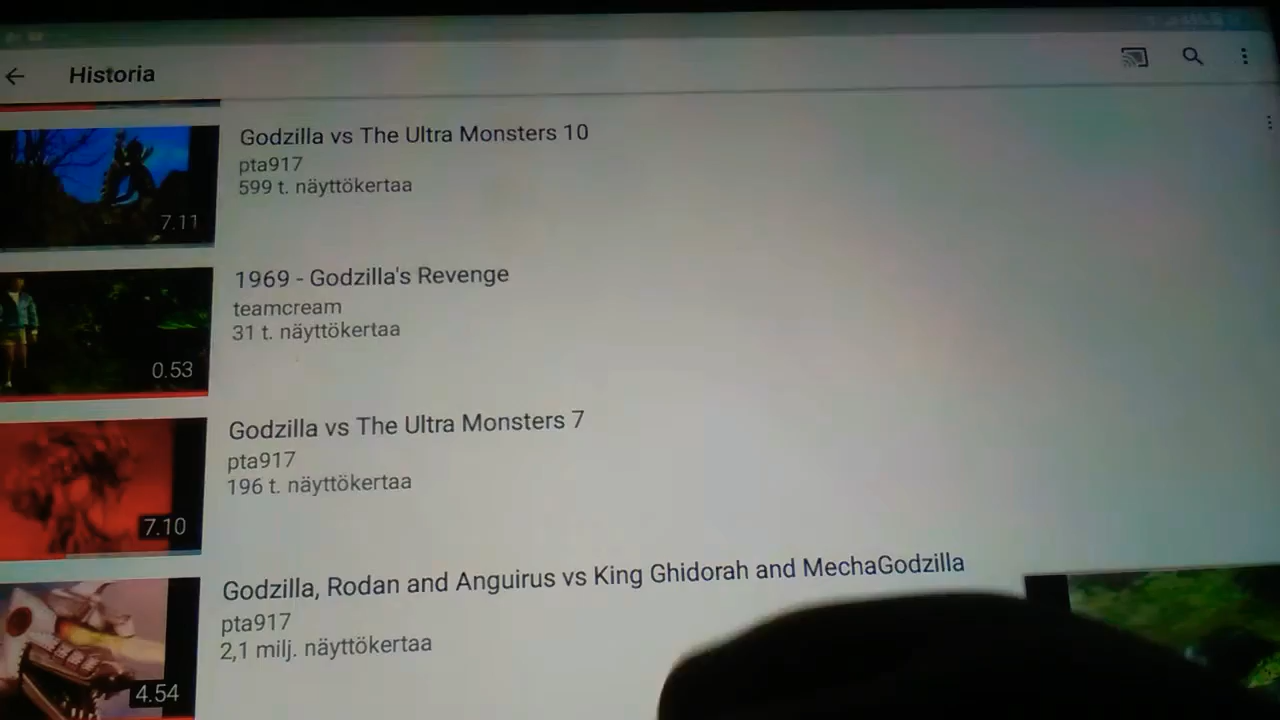 Historia
Godzilla vs The Ultra Monsters 10
pta917
599 t. näyttökertaa
7.11
1969 - Godzilla's Revenge
teamcream
31 t. näyttökertaa
0.53
Godzilla vs The Ultra Monsters 7
pta917
196 t. näyttökertaa
7.10
Godzilla, Rodan and Anguirus vs King Ghidorah and MechaGodzilla
pta917
2,1 milj. näyttökertaa
4.54